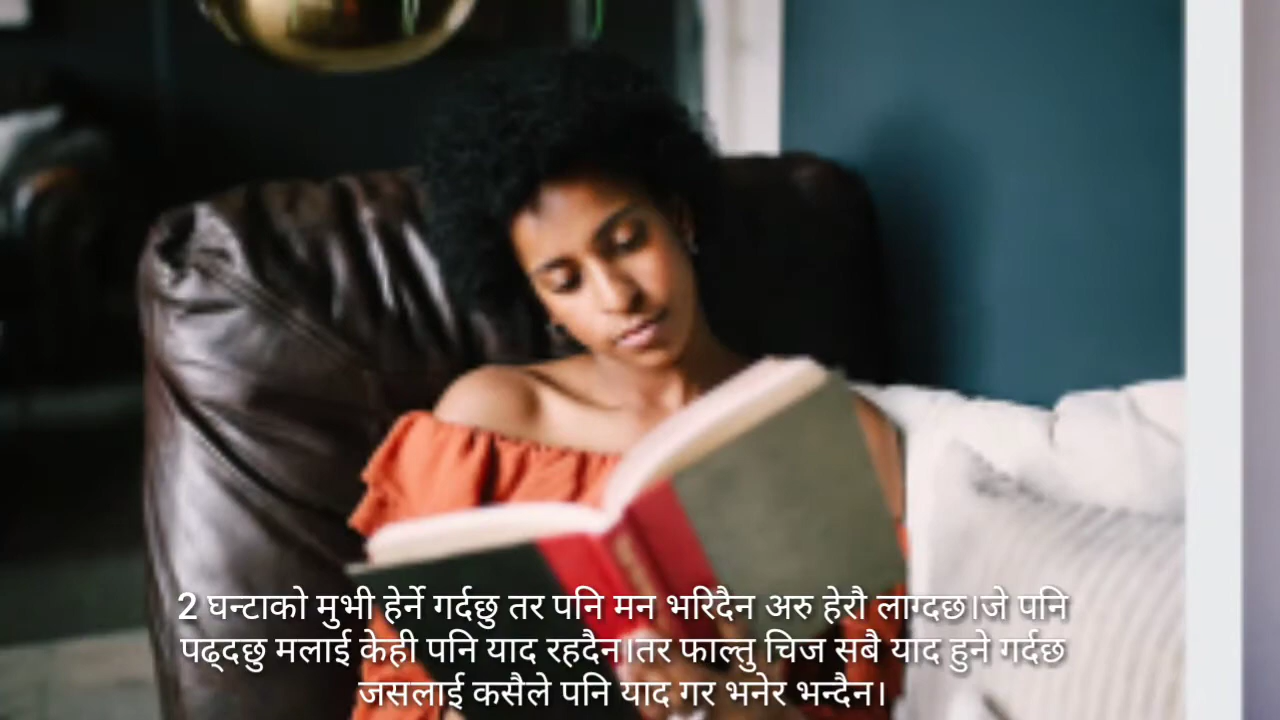 2 घन्टाको मुभी हेर्ने गर्दछु तर पनि मन भरिदैन अरु हेरौ लाग्दछ।जे पनि
पढ्दछु मलाई केही पनि याद रहदैन।तर फाल्तु चिज सबै याद हुने गर्दछ
जसलाई कसैले पनि याद गर भनेर भन्दैन।